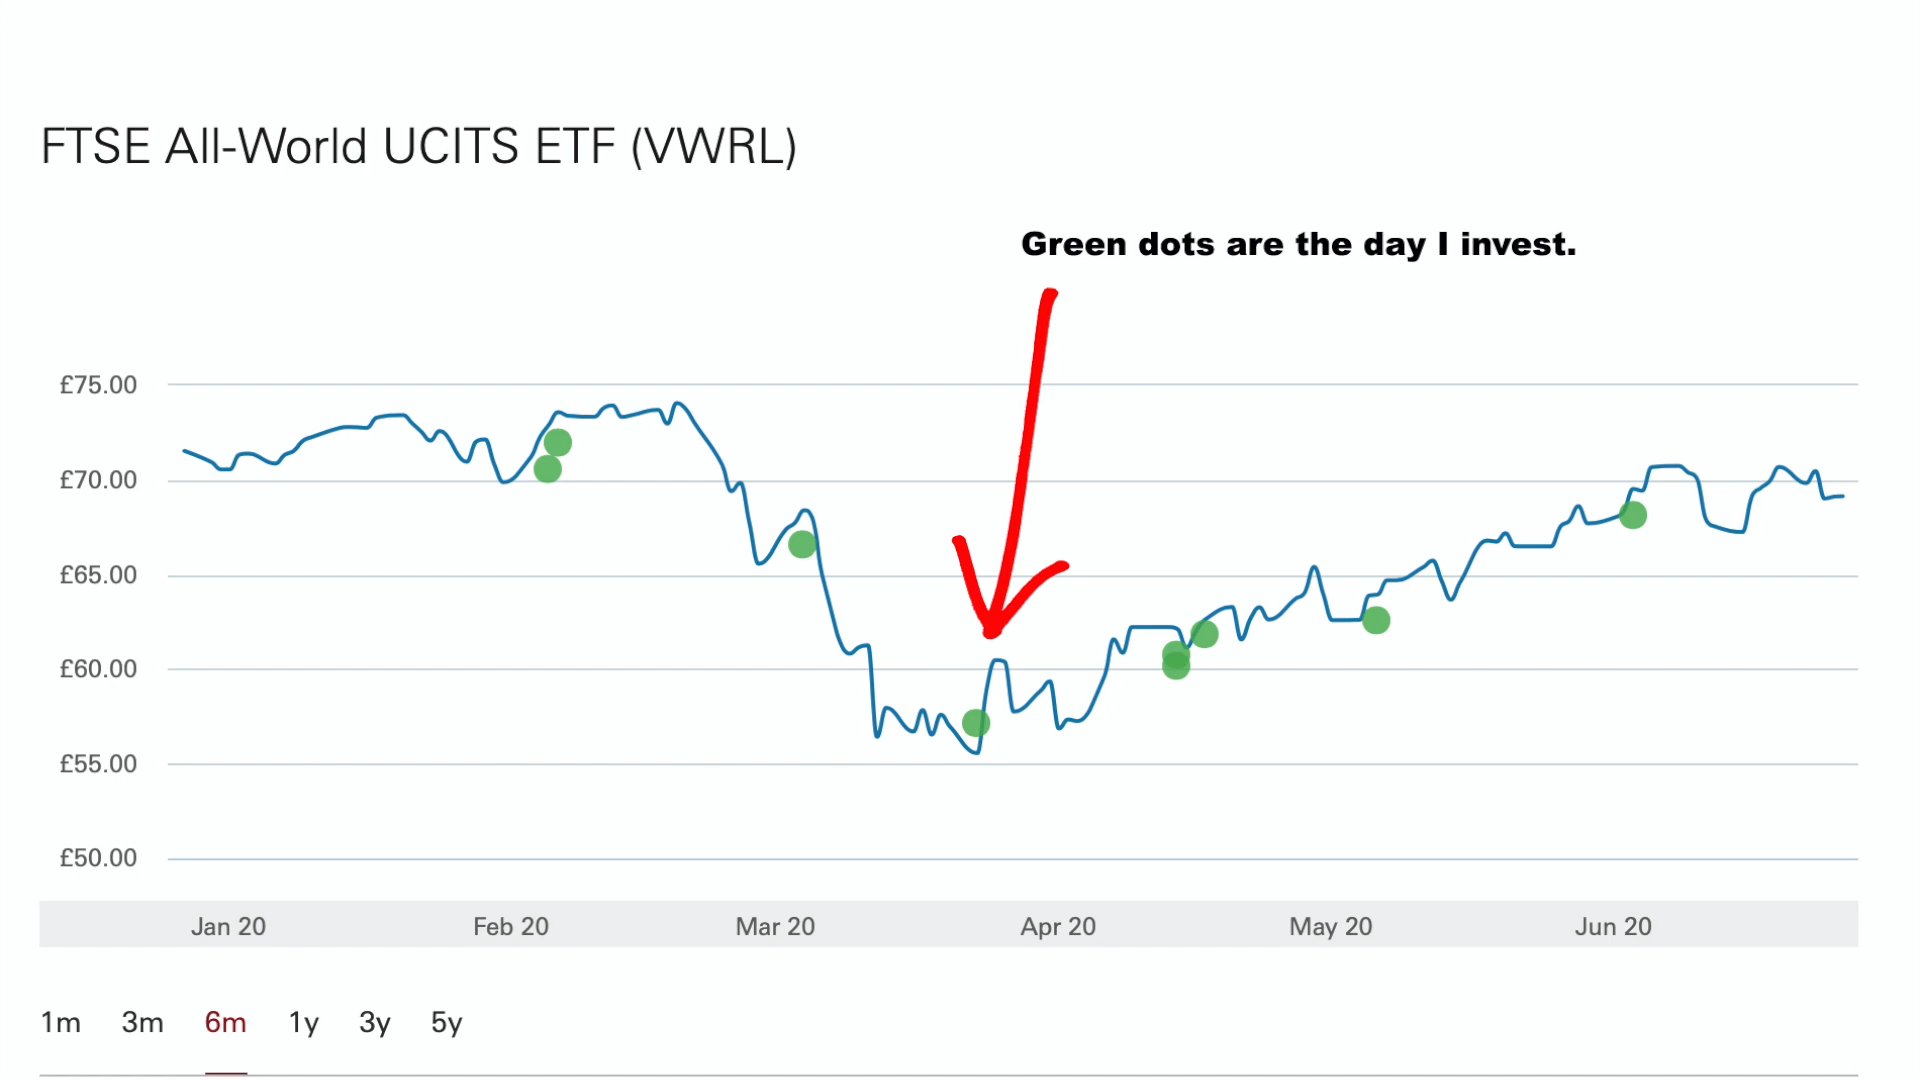 FTSE All-World UCITS ETF (VWRL)
Green dots are the day I invest.
£75.00
£70.00
£65.00
£60.00
£55.00
£50.00
Jan 20 Feb 20 Mar 20 Apr 20 May 20 Jun 20
1m 3m 6m 1y 3y 5y